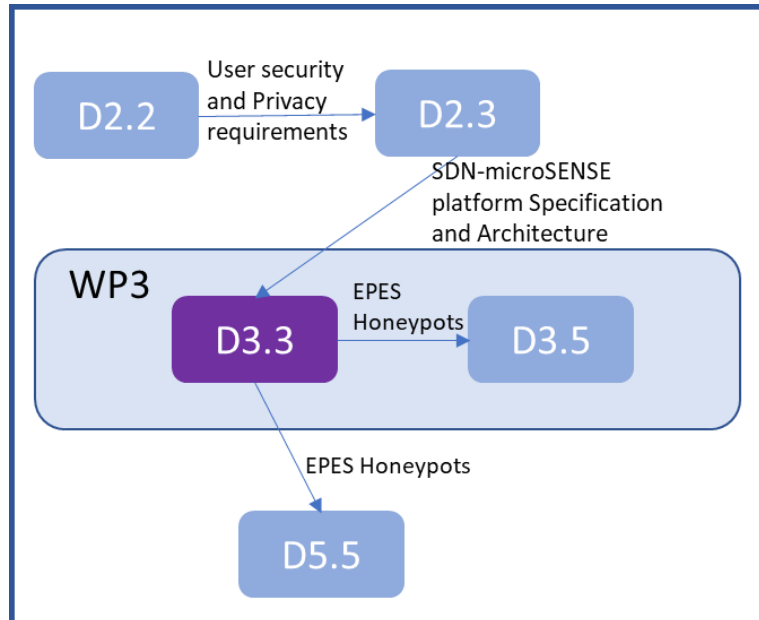 D2.2
User security
and Privacy
requirements
D2.3
SDN-microSENSE
platform Specification
and Architecture
WP3
D3.3
EPES
Honeypots
D3.5
EPES Honeypots
D5.5